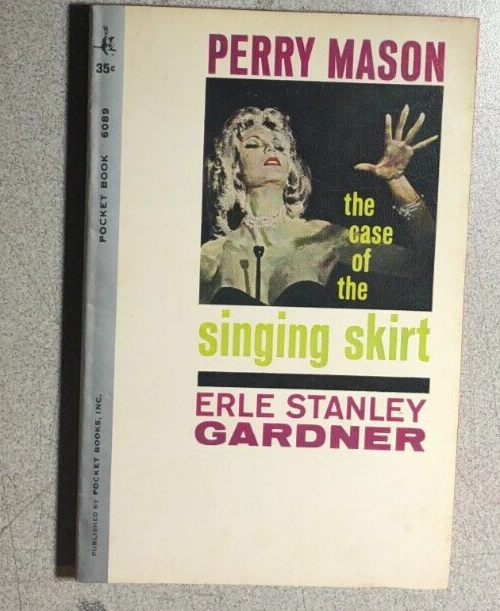 35c
POCKET BOOK 6089
PUBLISHED BY POCKET BOOKS, INC.
PERRY MASON
the
case
of
the
singing skirt
ERLE STANLEY
GARDNER